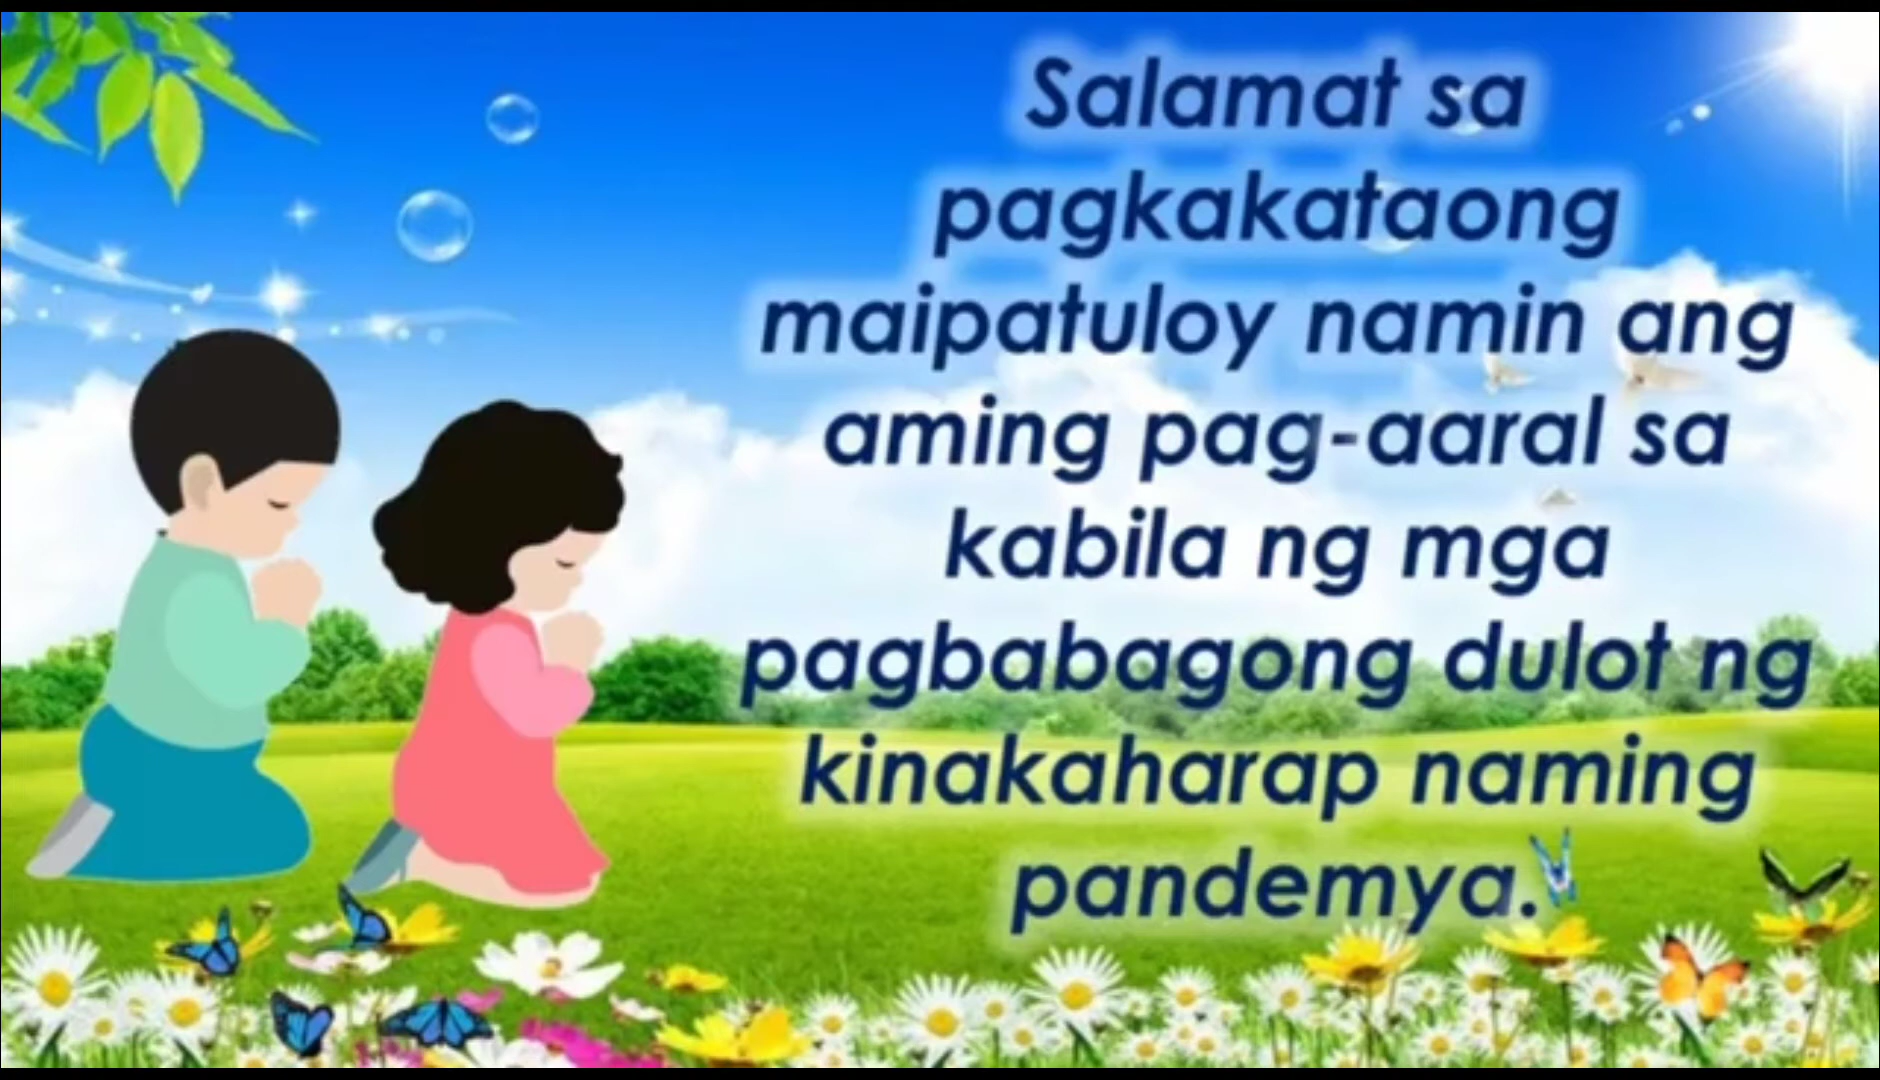 Salamat sa
pagkakataong
maipatuloy namin ang
aming pag-aaral sa
kabila ng mga
pagbabagong dulot ng
kinakaharap naming
pandemya.